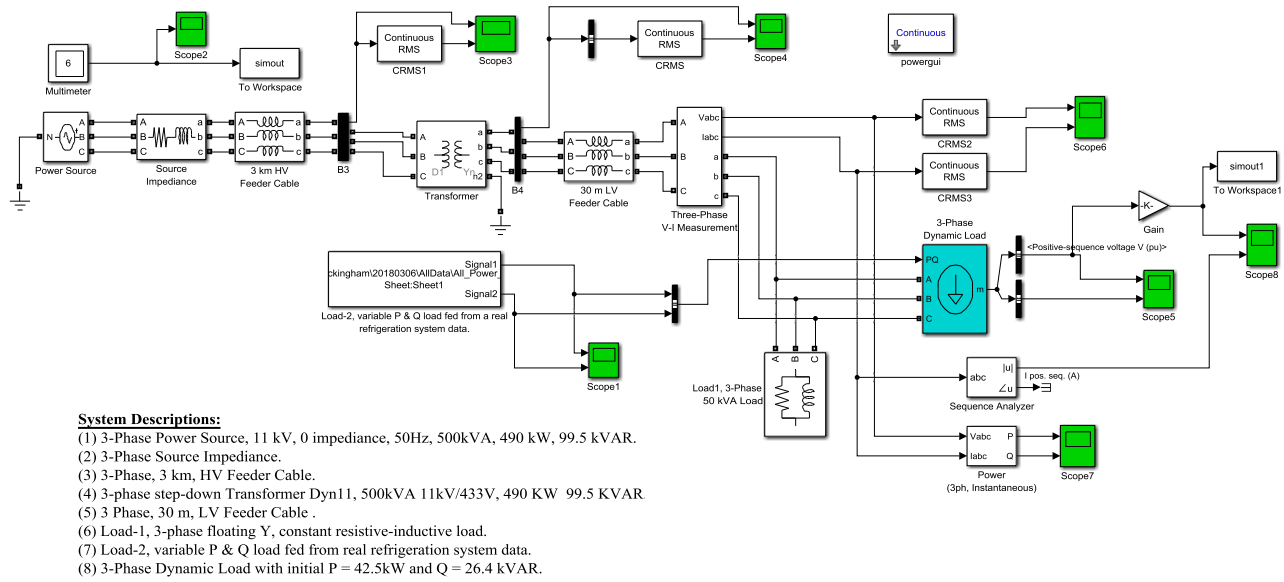 Continuous
RMS
CRMS1
Scope3
Continuous
RMS
CRMS
Scope4
Continuous
powergui
Scope2
6
Multimeter
simout
To Workspace
N
A
B
C
Power Source
A
B
C
a
b
c
Source
Impedance
A
B
C
a
b
c
3 km HV
Feeder Cable
B3
A
B
C
D1
Yn
a
b
c
n2
Transformer
B4
A
B
C
a
b
c
30 m LV
Feeder Cable
A
B
C
Vabc
Iabc
a
b
c
Three-Phase
V-I Measurement
Continuous
RMS
CRMS2
Continuous
RMS
CRMS3
Scope6
simout1
To Workspace1
-K-
Gain
Scope8
3-Phase
Dynamic Load
PQ
A
B
C
m
<Positive-sequence voltage V (pu)>
Scope5
ckingham\20180306\AllData\All_Power_
Sheet:Sheet1
Signal1
Signal2
Load-2, variable P & Q load fed from a real
refrigeration system data.
Scope1
A
B
C
Load1, 3-Phase
50 kVA Load
abc
|u|
∠u
I pos. seq. (A)
Sequence Analyzer
Vabc
Iabc
P
Q
Power
(3ph, Instantaneous)
Scope7
System Descriptions:
(1) 3-Phase Power Source, 11 kV, 0 impedance, 50Hz, 500kVA, 490 kW, 99.5 kVAR.
(2) 3-Phase Source Impedance.
(3) 3-Phase, 3 km, HV Feeder Cable.
(4) 3-phase step-down Transformer Dyn11, 500kVA 11kV/433V, 490 KW 99.5 KVAR
(5) 3 Phase, 30 m, LV Feeder Cable .
(6) Load-1, 3-phase floating Y, constant resistive-inductive load.
(7) Load-2, variable P & Q load fed from real refrigeration system data.
(8) 3-Phase Dynamic Load with initial P = 42.5kW and Q = 26.4 kVAR.